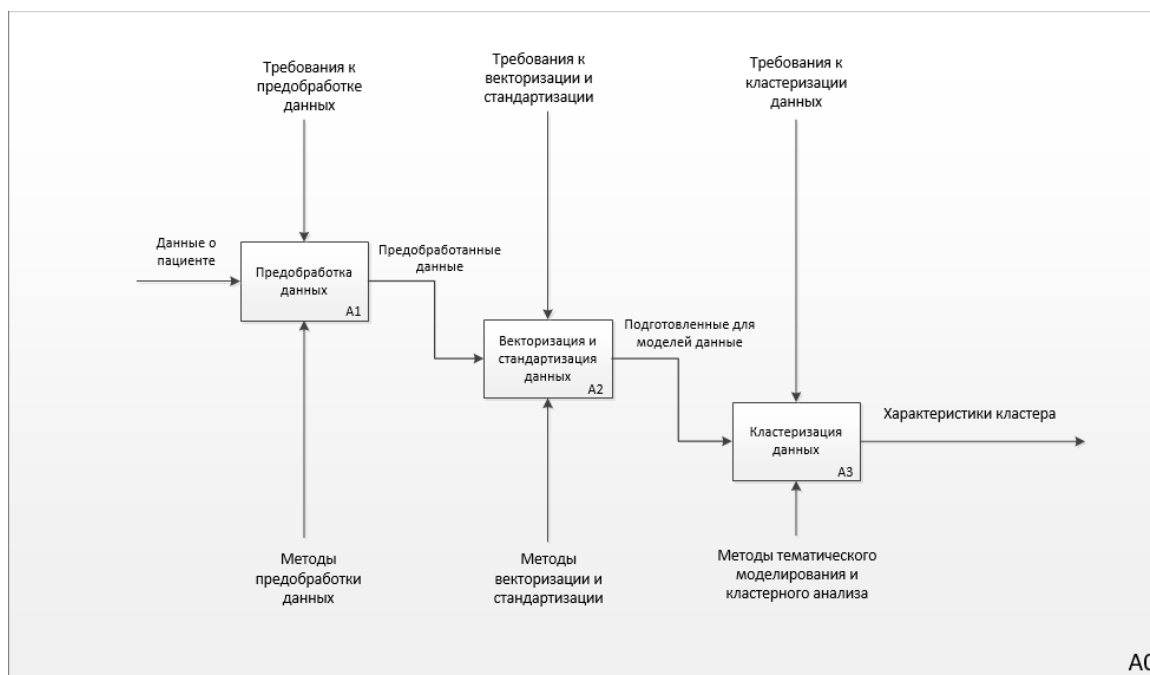 Требования к
предобработке
данных
Требования к
векторизации и
стандартизации
Требования к
кластеризации
данных
Данные о
пациенте
Предобработка
данных
A1
Предобработанные
данные
Векторизация и
стандартизация
данных
A2
Подготовленные для
моделей данные
Кластеризация
данных
A3
Характеристики кластера
Методы
предобработки
данных
Методы
векторизации и
стандартизации
Методы тематического
моделирования и
кластерного анализа
A0